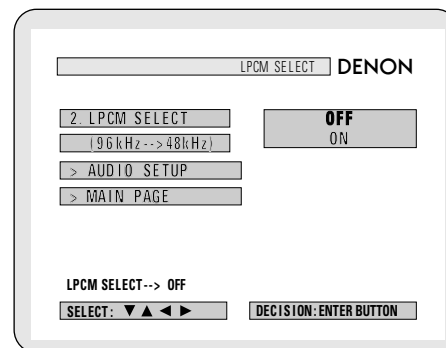 LPCM SELECT DENON
2. LPCM SELECT
(96kHz-->48kHz)
> AUDIO SETUP
> MAIN PAGE
OFF
ON
LPCM SELECT--> OFF
SELECT: ▼ ▲ ◄ ► DECISION: ENTER BUTTON